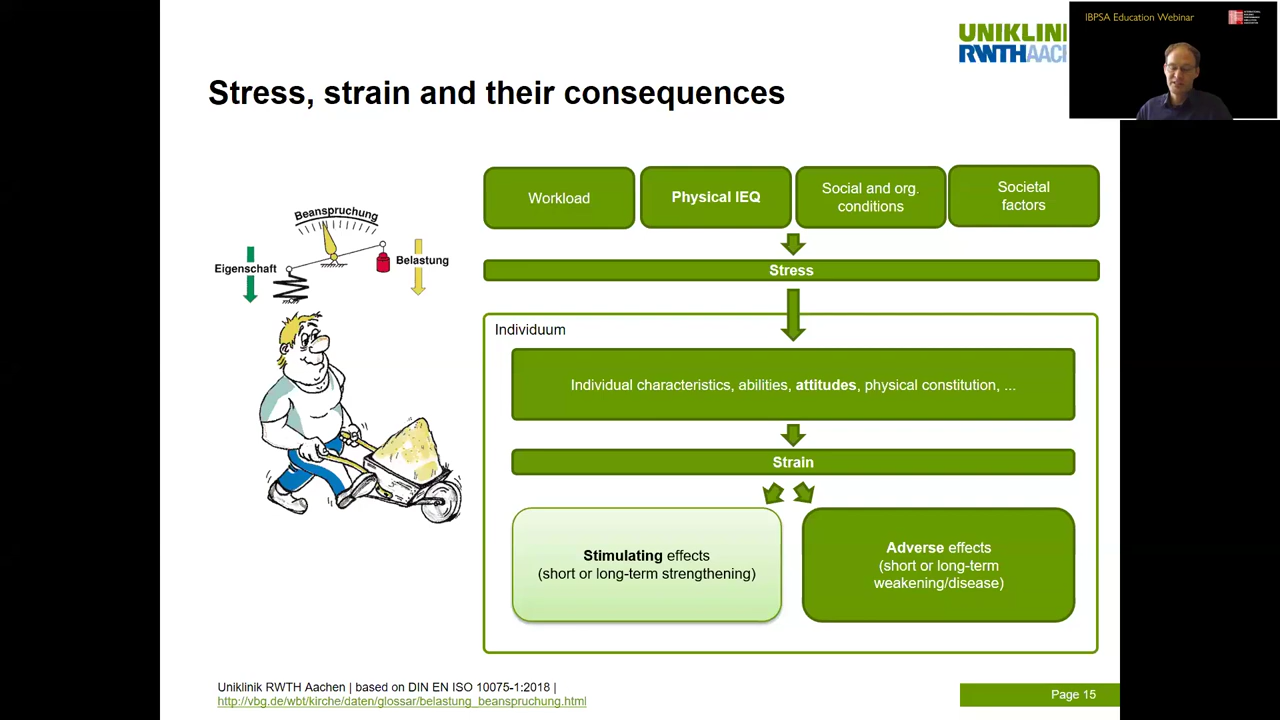 IBPSA Education Webinar
UNIKLINI
RWTHAACH
Stress, strain and their consequences
Workload
Physical IEQ
Social and org.
conditions
Societal
factors
Beanspruchung
Eigenschaft
Belastung
Stress
Individuum
Individual characteristics, abilities, attitudes, physical constitution, ...
Strain
Stimulating effects
(short or long-term strengthening)
Adverse effects
(short or long-term
weakening/disease)
Uniklinik RWTH Aachen | based on DIN EN ISO 10075-1:2018 |
http://vbg.de/wbt/kirche/daten/glossar/belastung_beanspruchung.html
Page 15